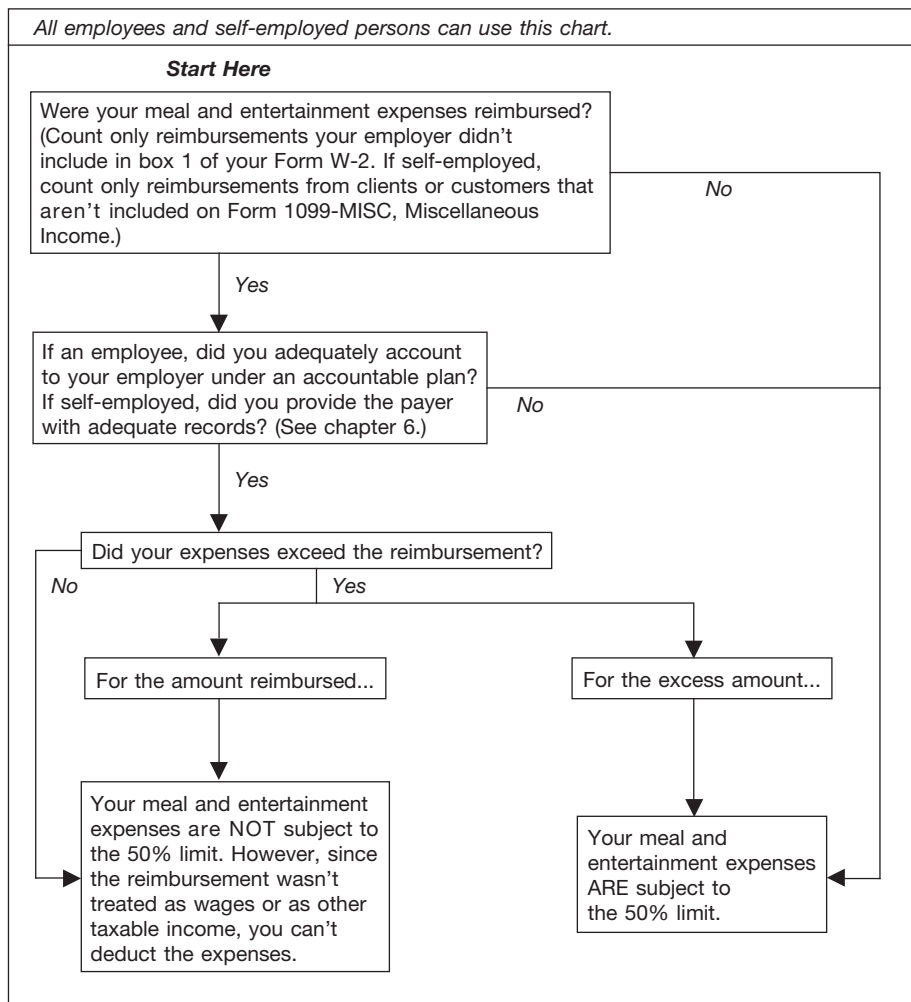 All employees and self-employed persons can use this chart.
Start Here
Were your meal and entertainment expenses reimbursed?
(Count only reimbursements your employer didn't
include in box 1 of your Form W-2. If self-employed,
count only reimbursements from clients or customers that
aren't included on Form 1099-MISC, Miscellaneous
Income.)
No
Yes
If an employee, did you adequately account
to your employer under an accountable plan?
If self-employed, did you provide the payer
with adequate records? (See chapter 6.)
No
Yes
Did your expenses exceed the reimbursement?
No
Yes
For the amount reimbursed...
For the excess amount...
Your meal and entertainment
expenses are NOT subject to
the 50% limit. However, since
the reimbursement wasn't
treated as wages or as other
taxable income, you can't
deduct the expenses.
Your meal and
entertainment expenses
ARE subject to
the 50% limit.